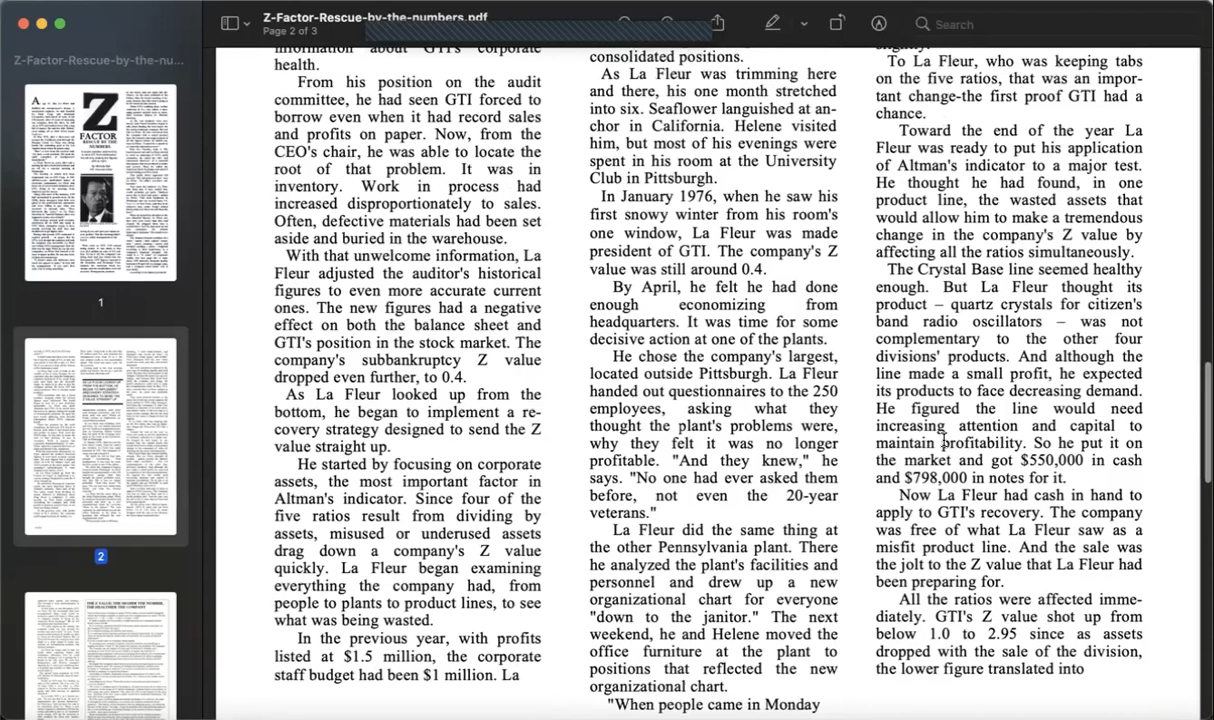 Z-Factor-Rescue-by-the-numbers.pdf
Page 2 of 3
Search
Z-Factor-Rescue-by-the-nu...
Z
FACTOR
RESCUE BY
THE NUMBERS
1
2
information about GTI's corporate
health.
From his position on the audit
committee, he had seen GTI forced to
borrow even when it had record sales
and profits on paper. Now, from the
CEO's chair, he was able to locate the
root of that problem. It was in
inventory. Work in process had
increased disproportionately to sales.
Often, defective materials had been set
aside and buried in the warehouse.
With that unwelcome information, La
Fleur adjusted the auditor's historical
figures to even more accurate current
ones. The new figures had a negative
effect on both the balance sheet and
GTI's position in the stock market. The
company's subbankruptcy Z value
dropped even further, to 0.4.
As La Fleur looked up from the
bottom, he began to implement a re-
covery strategy designed to send the Z
value straight up.
He started by focusing on corporate
assets, the most important factor in
Altman's indicator. Since four of the
five ratios result from dividing by
assets, misused or underused assets
drag down a company's Z value
quickly. La Fleur began examining
everything the company had, from
people to plants to product lines, to see
what was being wasted.
In the previous year, with profits
listed at $1.5 million, the corporate
staff budget had been $1 million. La
consolidated positions.
As La Fleur was trimming here
and there, his one month stretched
into six. Seaflower languished at an-
chor in California. Helene visited
him, but most of his evenings were
spent in his room at the University
Club in Pittsburgh.
In January 1976, when he saw his
first snowy winter from his room's
one window, La Fleur was made
president of GTI. The company's Z
value was still around 0.4.
By April, he felt he had done
enough economizing from
headquarters. It was time for some
decisive action at one of the plants.
He chose the company's biggest,
located outside Pittsburgh. La Fleur
handed out questionnaires to the 250
employees, asking what they
thought the plant's problems were,
why they felt it was no longer
profitable. "And they knew," he
says. "No one had ever asked them
before, not even the 20-year
veterans."
La Fleur did the same thing at
the other Pennsylvania plant. There
he analyzed the plant's facilities and
personnel and drew up a new
organizational chart for everyone
"down to the janitor." The next
weekend, he and Helene moved the
office furniture at the plant to
positions that reflected the new
organizational chart.
"When people came in Monday
slightly.
To La Fleur, who was keeping tabs
on the five ratios, that was an impor-
tant change-the first proof GTI had a
chance.
Toward the end of the year La
Fleur was ready to put his application
of Altman's indicator to a major test.
He thought he had found, in one
product line, the wasted assets that
would allow him to make a tremendous
change in the company's Z value by
affecting all the ratios simultaneously.
The Crystal Base line seemed healthy
enough. But La Fleur thought its
product – quartz crystals for citizen's
band radio oscillators – was not
complementary to the other four
divisions' products. And although the
line made a small profit, he expected
its products to face decreasing demand.
He figured the line would need
increasing attention and capital to
maintain profitability. So he put it on
the market and got $550,000 in cash
and $798,000 in notes for it.
Now La Fleur had cash in hand to
apply to GTI's recovery. The company
was free of what La Fleur saw as a
misfit product line. And the sale was
the jolt to the Z value that La Fleur had
been preparing for.
All the ratios were affected imme-
diately. GTI's Z value shot up from
below 1.0 to 2.95 since as assets
dropped with the sale of the division,
the lower figure translated into